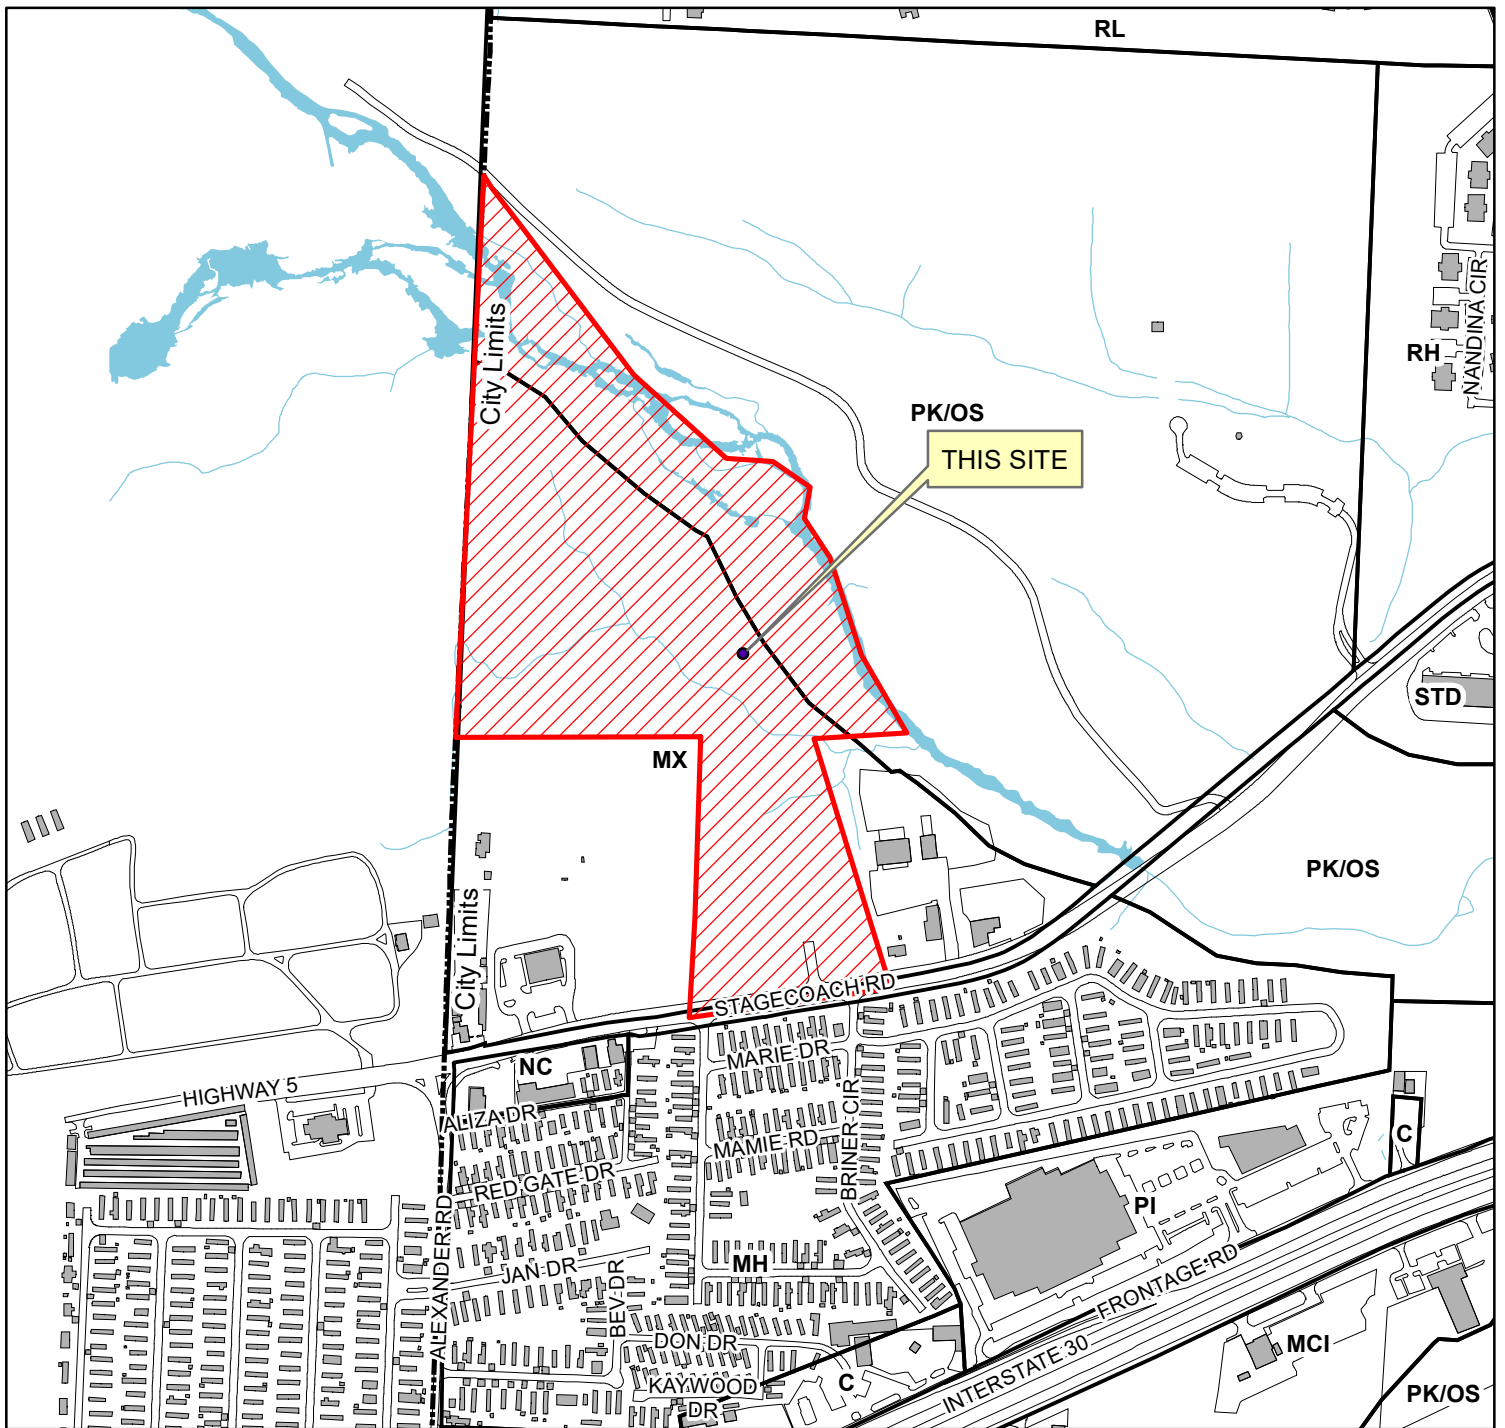 RL
City Limits
NANDINA CIR
RH
PK/OS
THIS SITE
STD
MX
PK/OS
City Limits
STAGECOACH RD
NC
MARIE DR
HIGHWAY 5
ALIZA DR
MAMIE RD
BRINER CIR
C
RED GATE DR
PI
ALEXANDER RD
JAN DR
MH
BEV DR
FRONTAGE RD
DON DR
INTERSTATE 30
MCI
KAYWOOD
DR
C
PK/OS